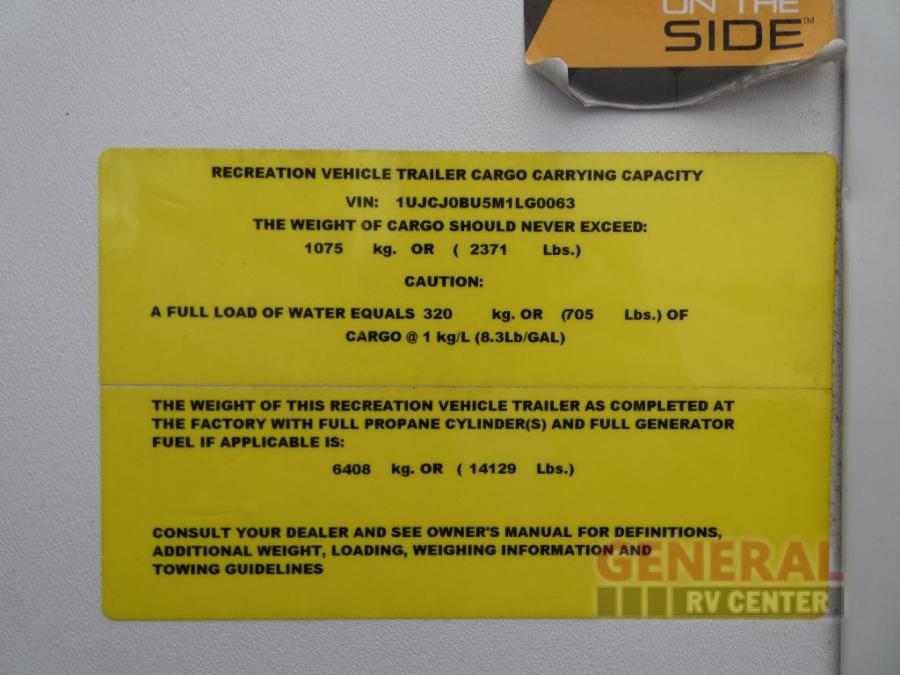 ON THE
SIDE™
RECREATION VEHICLE TRAILER CARGO CARRYING CAPACITY
VIN: 1UJCJ0BU5M1LG0063
THE WEIGHT OF CARGO SHOULD NEVER EXCEED:
1075 kg. OR ( 2371 Lbs.)
CAUTION:
A FULL LOAD OF WATER EQUALS 320 kg. OR (705 Lbs.) OF
CARGO @ 1 kg/L (8.3Lb/GAL)
THE WEIGHT OF THIS RECREATION VEHICLE TRAILER AS COMPLETED AT
THE FACTORY WITH FULL PROPANE CYLINDER(S) AND FULL GENERATOR
FUEL IF APPLICABLE IS:
6408 kg. OR ( 14129 Lbs.)
CONSULT YOUR DEALER AND SEE OWNER'S MANUAL FOR DEFINITIONS,
ADDITIONAL WEIGHT, LOADING, WEIGHING INFORMATION AND
TOWING GUIDELINES
GENERAL
RV CENTER